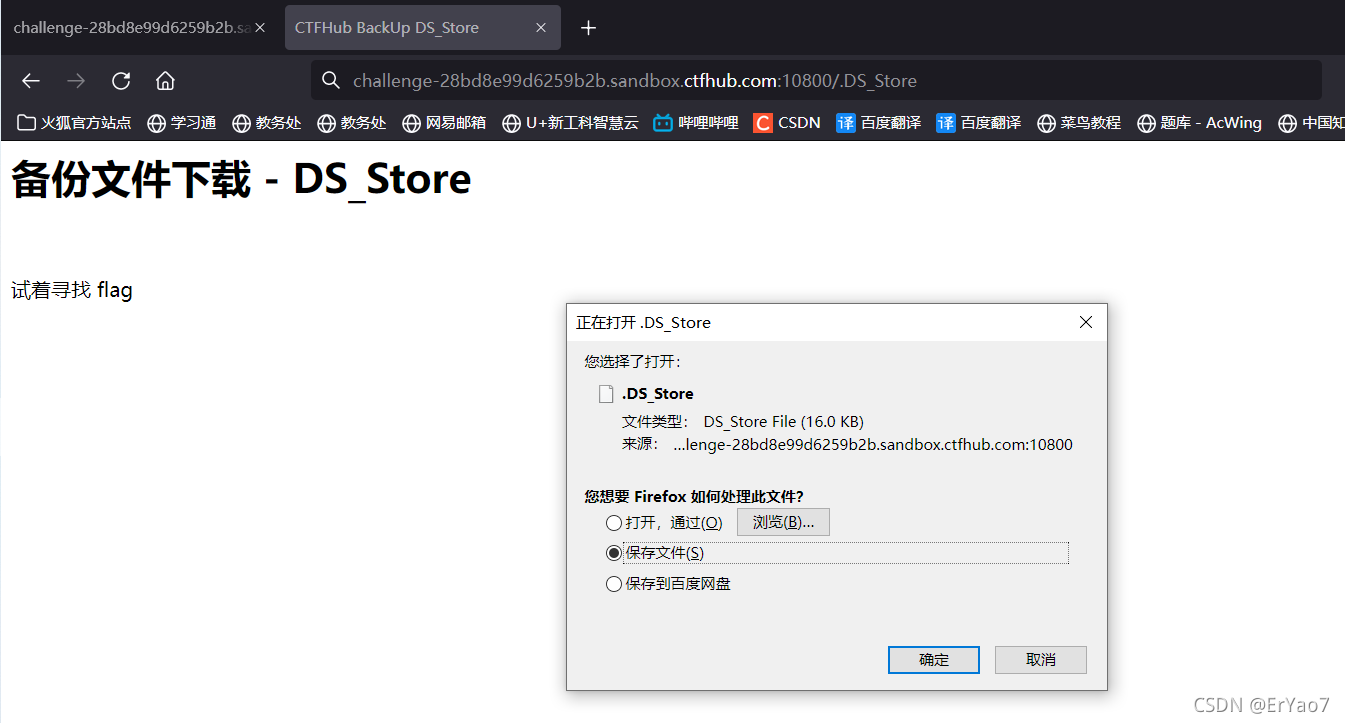 challenge-28bd8e99d6259b2b.sa
CTFHub BackUp DS_Store
challenge-28bd8e99d6259b2b.sandbox.ctfhub.com:10800/.DS_Store
火狐官方站点 学习通 教务处 教务处 网易邮箱 U+新工科智慧云 哔哩哔哩 C CSDN 译 百度翻译 译 百度翻译 菜鸟教程 题库 - AcWing 中国知
备份文件下载 - DS_Store
试着寻找 flag
正在打开 .DS_Store
您选择了打开：
.DS_Store
文件类型： DS_Store File (16.0 KB)
来源： ...lenge-28bd8e99d6259b2b.sandbox.ctfhub.com:10800
您想要 Firefox 如何处理此文件？
打开，通过(O) 浏览(B)...
保存文件(S)
保存到百度网盘
确定 取消
CSDN @ErYao7